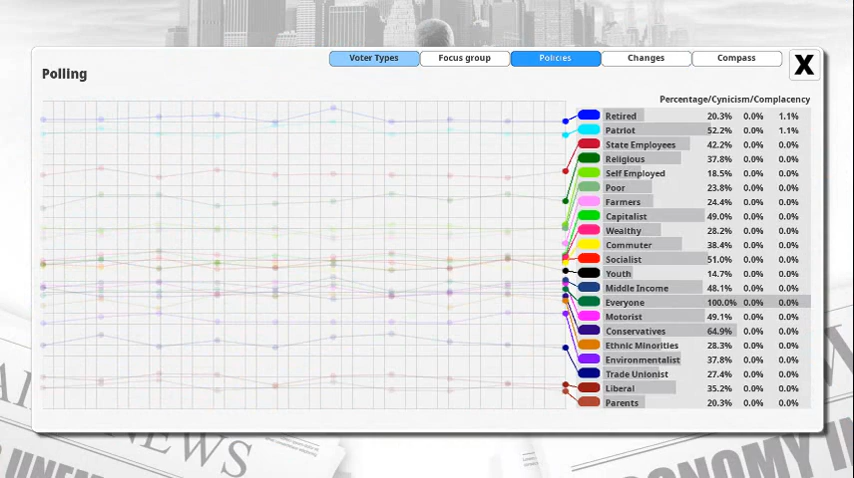 Voter Types Focus group Policies Changes Compass X
Polling
Percentage/Cynicism/Complacency
Retired 20.3% 0.0% 1.1%
Patriot 52.2% 0.0% 1.1%
State Employees 42.2% 0.0% 0.0%
Religious 37.8% 0.0% 0.0%
Self Employed 18.5% 0.0% 0.0%
Poor 23.8% 0.0% 0.0%
Farmers 24.4% 0.0% 0.0%
Capitalist 49.0% 0.0% 0.0%
Wealthy 28.2% 0.0% 0.0%
Commuter 38.4% 0.0% 0.0%
Socialist 51.0% 0.0% 0.0%
Youth 14.7% 0.0% 0.0%
Middle Income 48.1% 0.0% 0.0%
Everyone 100.0% 0.0% 0.0%
Motorist 49.1% 0.0% 0.0%
Conservatives 64.9% 0.0% 0.0%
Ethnic Minorities 28.3% 0.0% 0.0%
Environmentalist 37.8% 0.0% 0.0%
Trade Unionist 27.4% 0.0% 0.0%
Liberal 35.2% 0.0% 0.0%
Parents 20.3% 0.0% 0.0%
NEWS